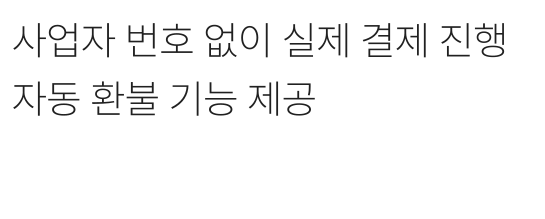 사업자 번호 없이 실제 결제 진행
자동 환불 기능 제공